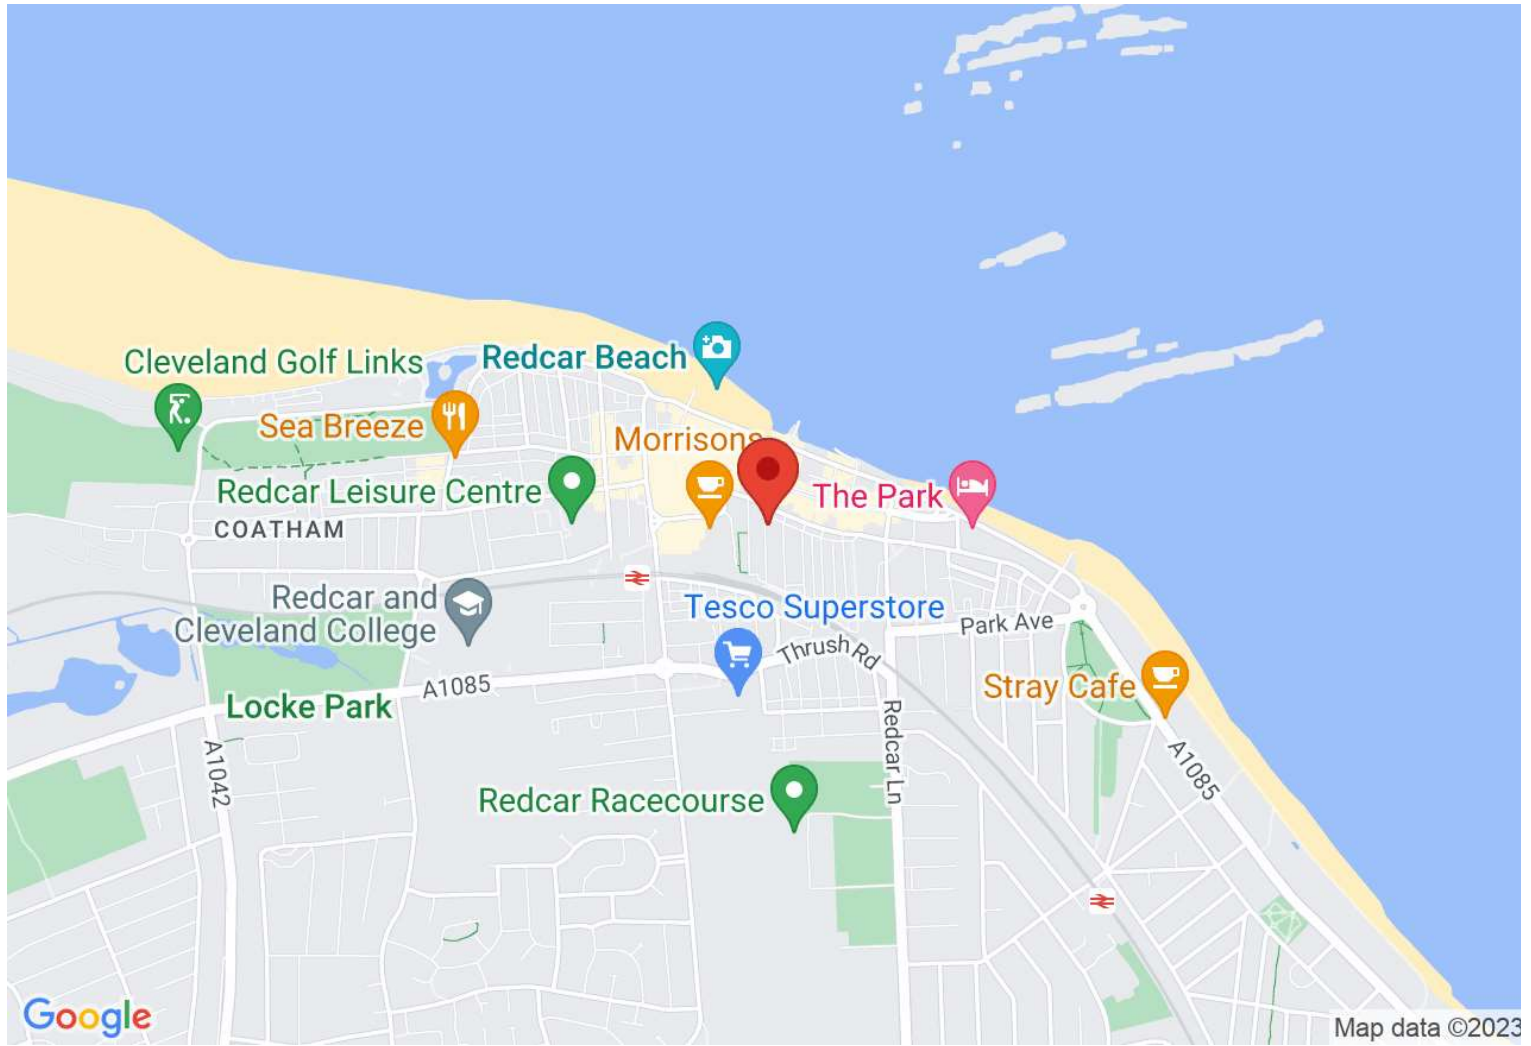 Cleveland Golf Links
Redcar Beach
Sea Breeze
Morrisons
Redcar Leisure Centre
The Park
COATHAM
Redcar and
Cleveland College
Tesco Superstore
Park Ave
Thrush Rd
A1085
Stray Cafe
Locke Park
Redcar Ln
A1042
A1085
Redcar Racecourse
Google
Map data ©2023